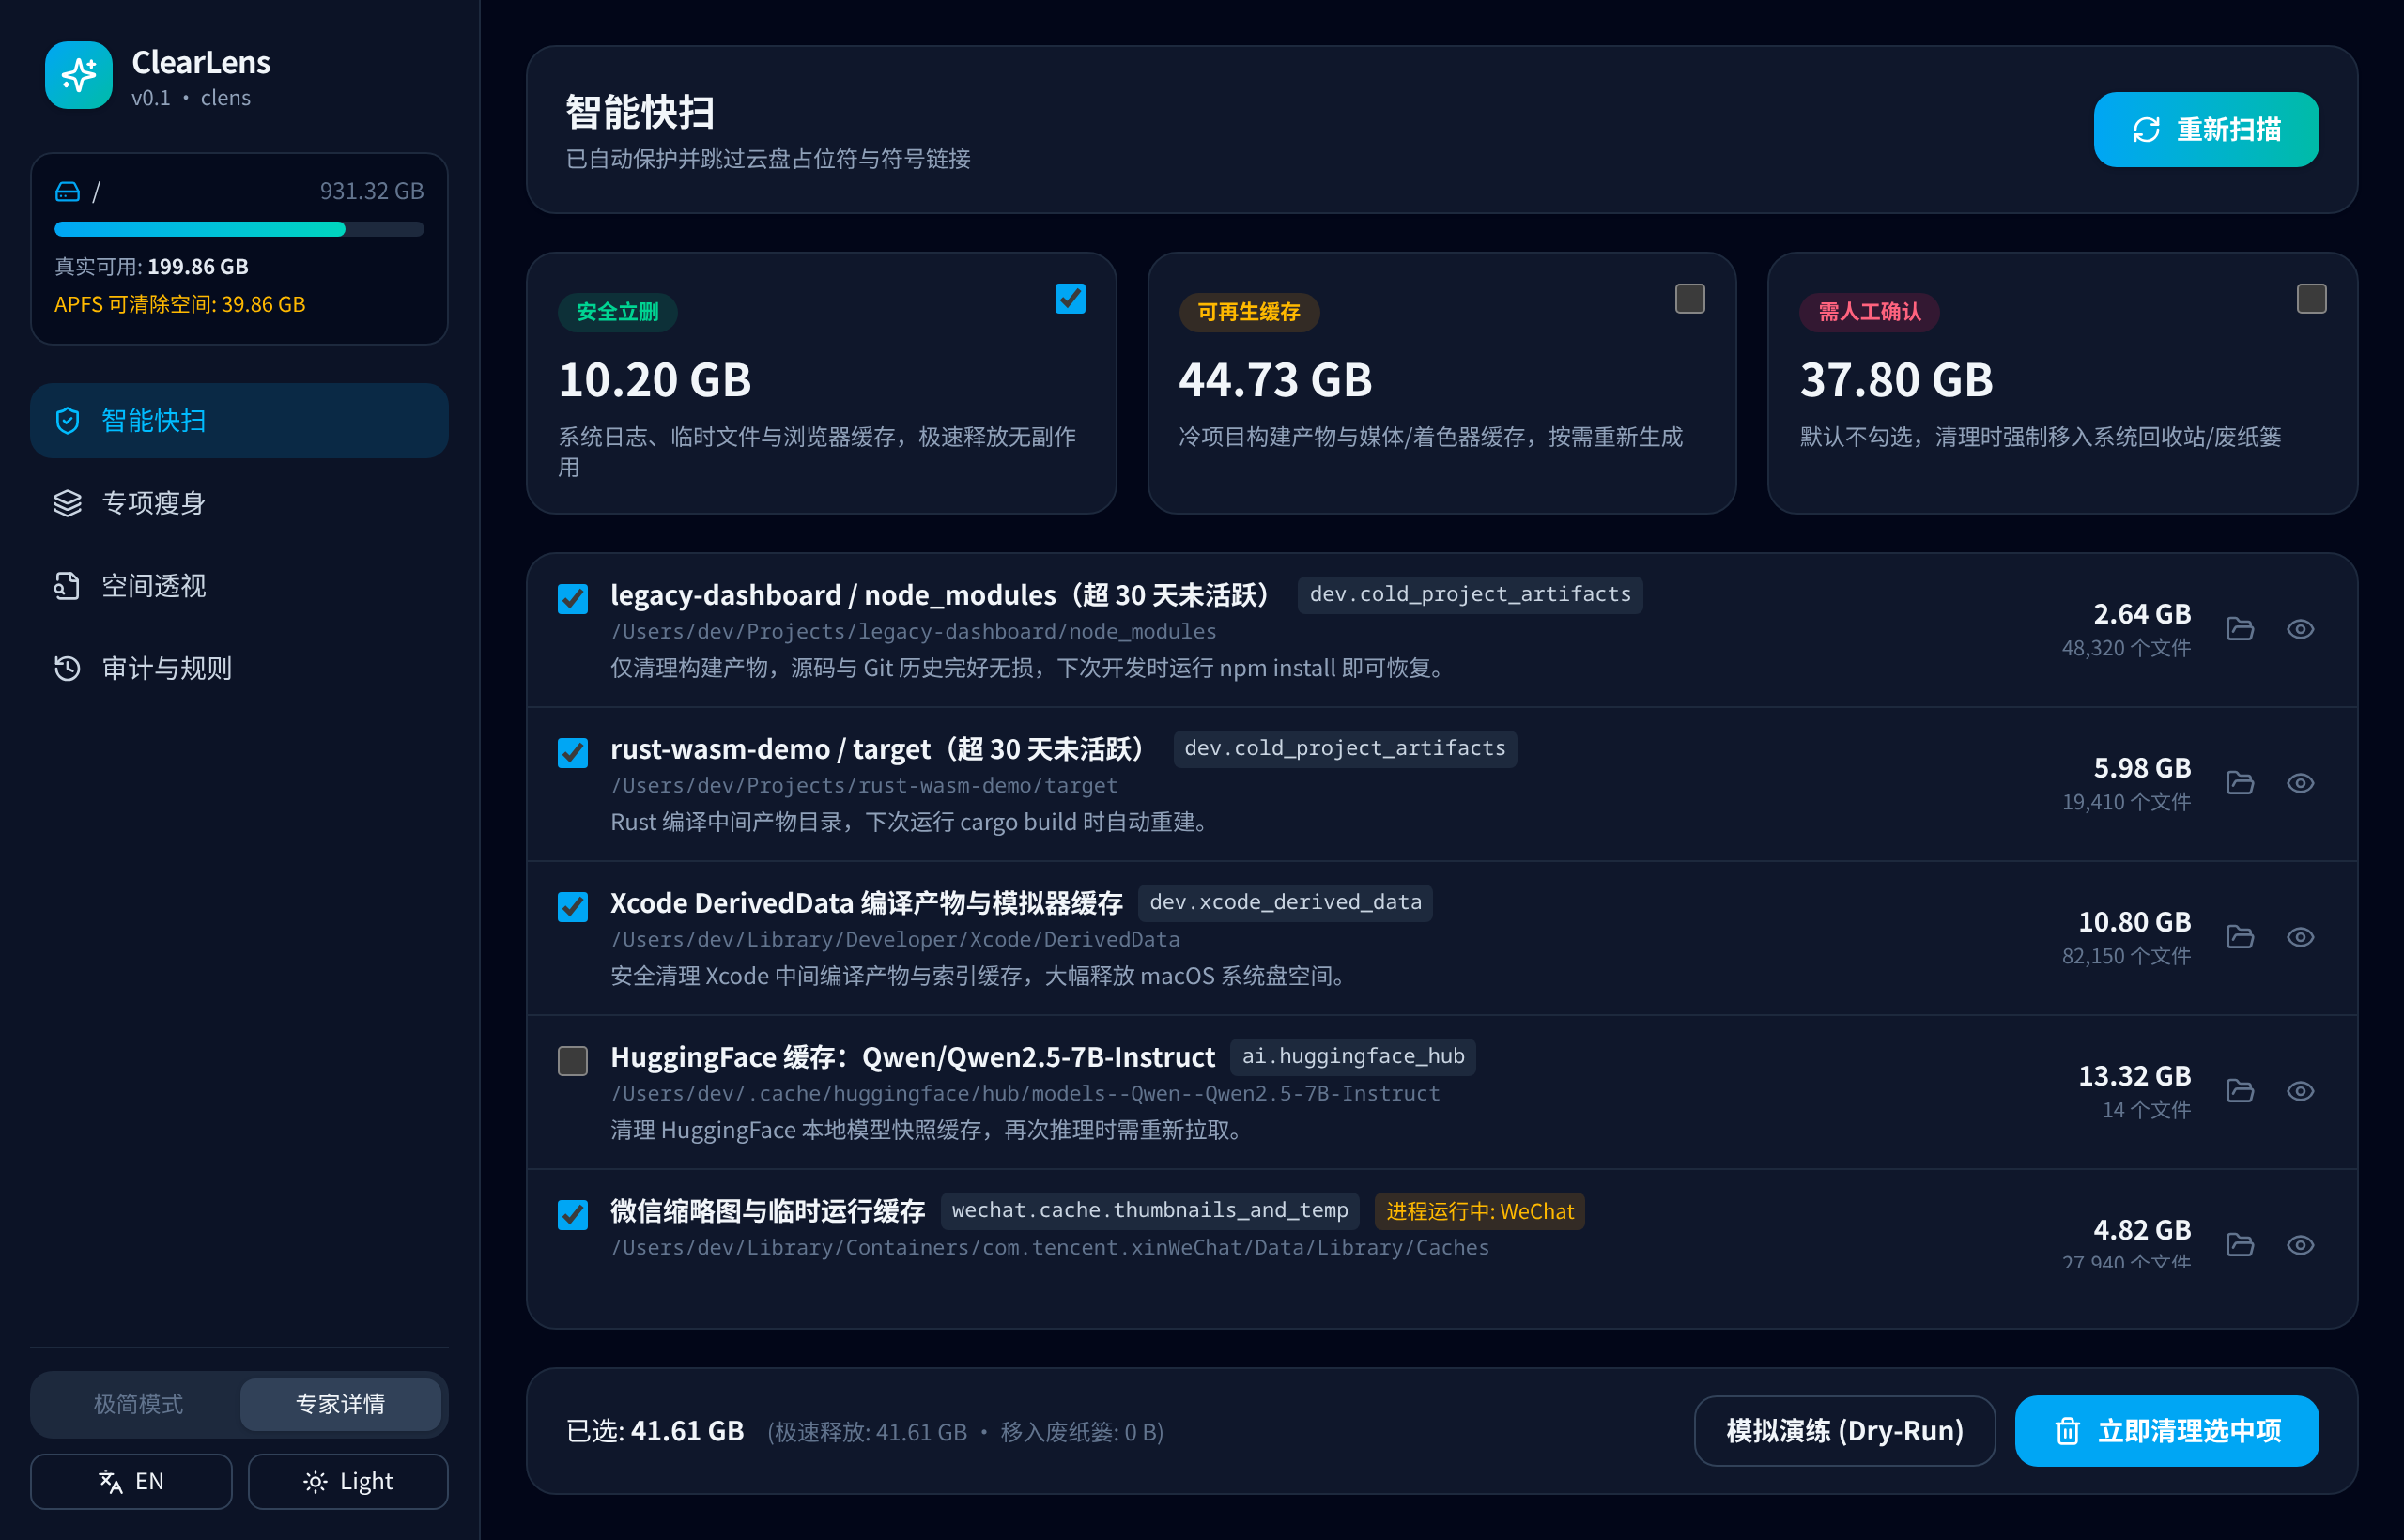 ClearLens
v0.1 • clens
/ 931.32 GB
真实可用: 199.86 GB
APFS 可清除空间: 39.86 GB
智能快扫
专项瘦身
空间透视
审计与规则
极简模式 专家详情
EN Light
智能快扫
已自动保护并跳过云盘占位符与符号链接
重新扫描
安全立删
10.20 GB
系统日志、临时文件与浏览器缓存，极速释放无副作
用
可再生缓存
44.73 GB
冷项目构建产物与媒体/着色器缓存，按需重新生成
需人工确认
37.80 GB
默认不勾选，清理时强制移入系统回收站/废纸篓
legacy-dashboard / node_modules（超 30 天未活跃） dev.cold_project_artifacts
/Users/dev/Projects/legacy-dashboard/node_modules
仅清理构建产物，源码与 Git 历史完好无损，下次开发时运行 npm install 即可恢复。
2.64 GB
48,320 个文件
rust-wasm-demo / target（超 30 天未活跃） dev.cold_project_artifacts
/Users/dev/Projects/rust-wasm-demo/target
Rust 编译中间产物目录，下次运行 cargo build 时自动重建。
5.98 GB
19,410 个文件
Xcode DerivedData 编译产物与模拟器缓存 dev.xcode_derived_data
/Users/dev/Library/Developer/Xcode/DerivedData
安全清理 Xcode 中间编译产物与索引缓存，大幅释放 macOS 系统盘空间。
10.80 GB
82,150 个文件
HuggingFace 缓存：Qwen/Qwen2.5-7B-Instruct ai.huggingface_hub
/Users/dev/.cache/huggingface/hub/models--Qwen--Qwen2.5-7B-Instruct
清理 HuggingFace 本地模型快照缓存，再次推理时需重新拉取。
13.32 GB
14 个文件
微信缩略图与临时运行缓存 wechat.cache.thumbnails_and_temp 进程运行中: WeChat
/Users/dev/Library/Containers/com.tencent.xinWeChat/Data/Library/Caches
4.82 GB
27,940 个文件
已选: 41.61 GB (极速释放: 41.61 GB • 移入废纸篓: 0 B)
模拟演练 (Dry-Run)
立即清理选中项